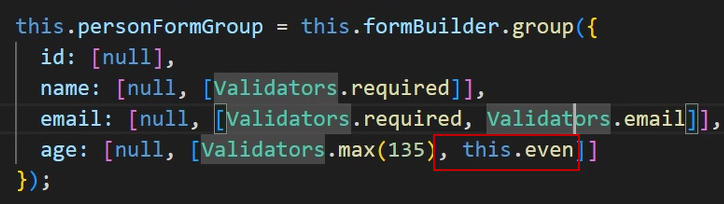 this.personFormGroup = this.formBuilder.group({
id: [null],
name: [null, [Validators.required]],
email: [null, [Validators.required, Validators.email]],
age: [null, [Validators.max(135), this.even]]
});